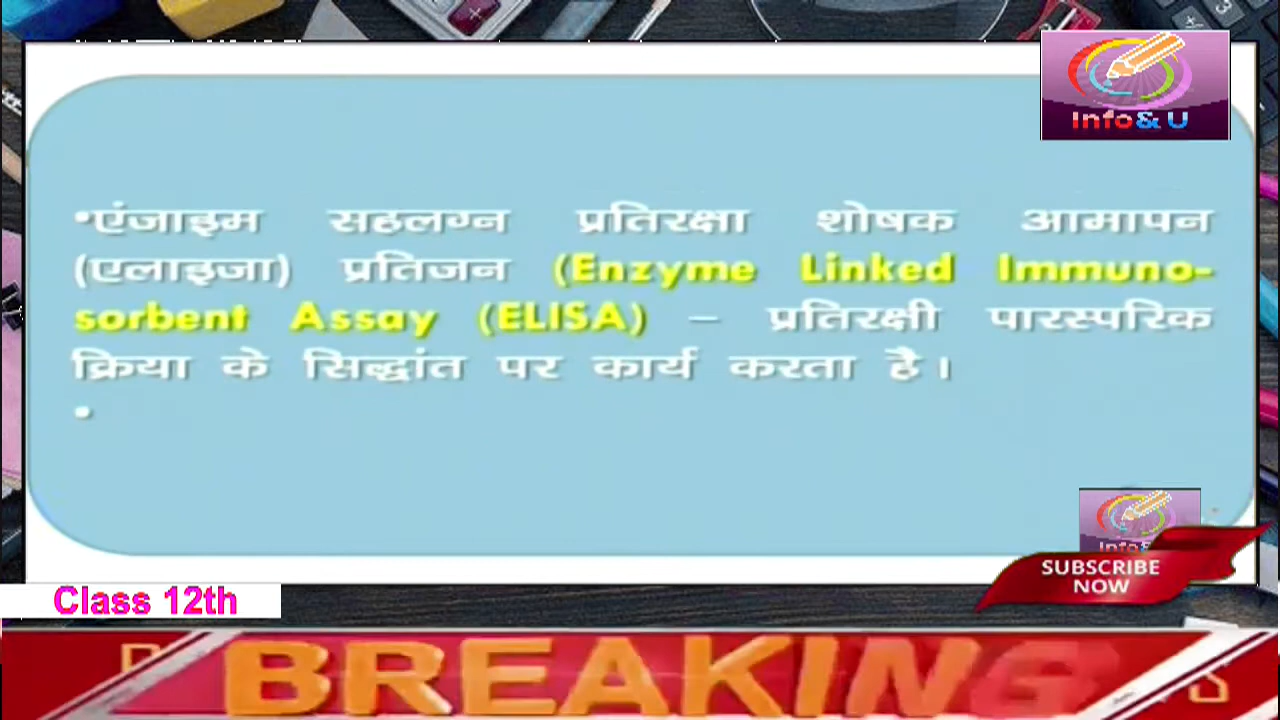 Info&U
•एंजाइम सहलग्न प्रतिरक्षा शोषक आमापन
(एलाइजा) प्रतिजन (Enzyme Linked Immuno-
sorbent Assay (ELISA) – प्रतिरक्षी पारस्परिक
क्रिया के सिद्धांत पर कार्य करता है।
•
SUBSCRIBE
NOW
Class 12th
BREAKING